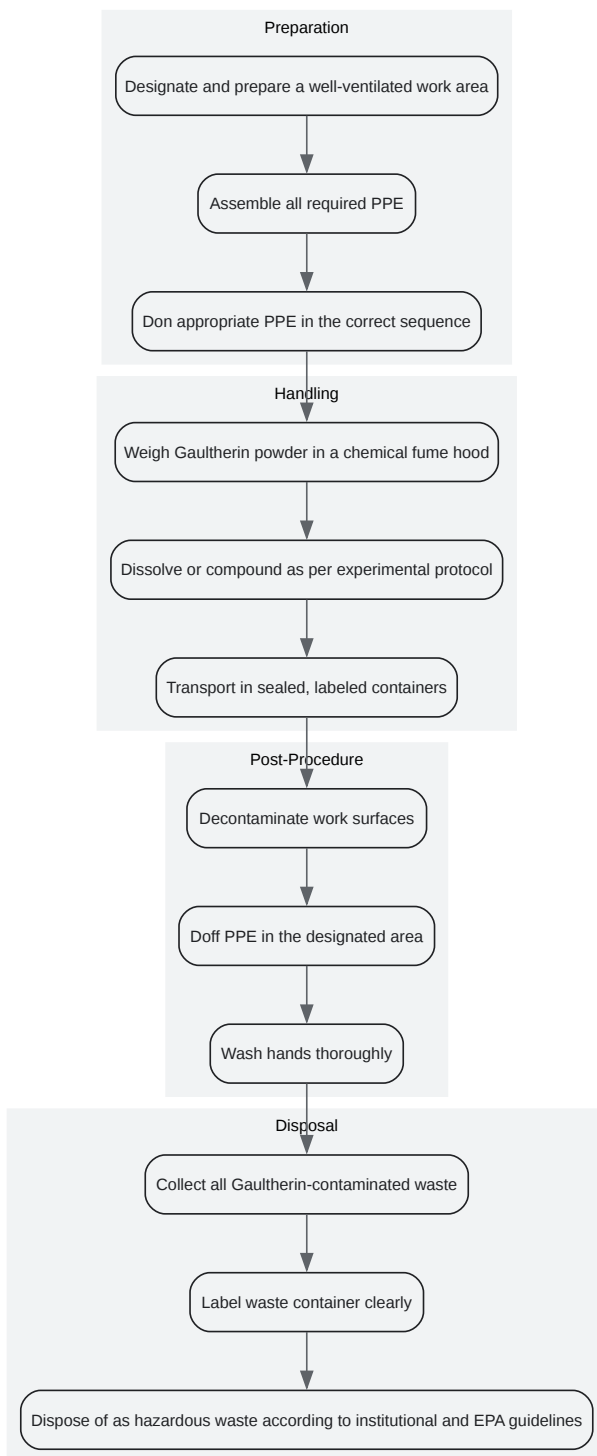 Preparation
Designate and prepare a well-ventilated work area
Assemble all required PPE
Don appropriate PPE in the correct sequence
Handling
Weigh Gaultherin powder in a chemical fume hood
Dissolve or compound as per experimental protocol
Transport in sealed, labeled containers
Post-Procedure
Decontaminate work surfaces
Doff PPE in the designated area
Wash hands thoroughly
Disposal
Collect all Gaultherin-contaminated waste
Label waste container clearly
Dispose of as hazardous waste according to institutional and EPA guidelines